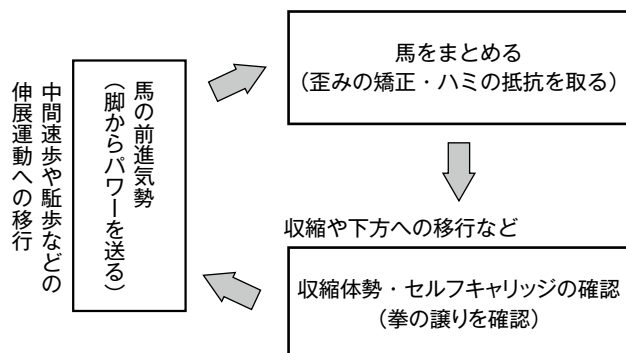 中間速歩や駈歩などの
伸展運動への移行
馬の前進気勢
（脚からパワーを送る）
馬をまとめる
（歪みの矯正・ハミの抵抗を取る）
収縮や下方への移行など
収縮体勢・セルフキャリッジの確認
（拳の譲りを確認）